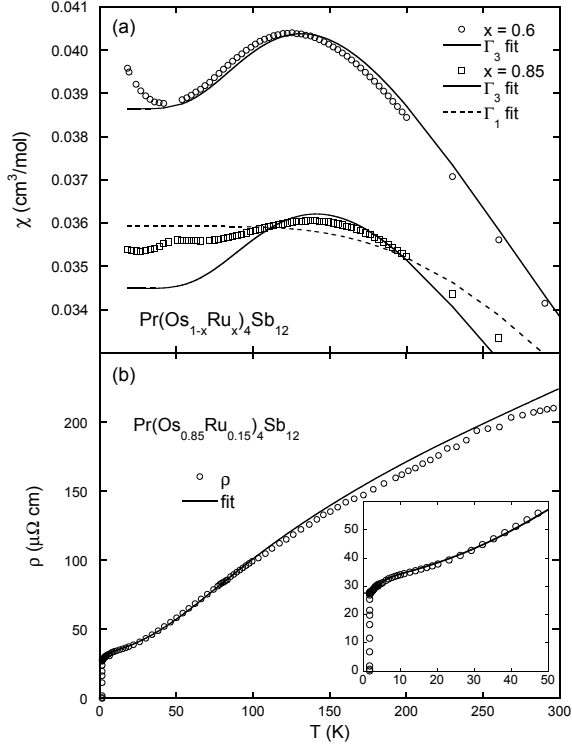 (a)
x = 0.6
Γ₃ fit
x = 0.85
Γ₃ fit
Γ₁ fit
χ (cm³/mol)
0.041
0.040
0.039
0.037
0.036
0.035
0.034
Pr(Os₁₋ₓRuₓ)₄Sb₁₂
(b)
Pr(Os₀.₈₅Ru₀.₁₅)₄Sb₁₂
ρ
fit
ρ (μΩ cm)
200
150
100
50
0
50
40
30
20
10
0
0 10 20 30 40 50
0 50 100 150 200 250 300
T (K)